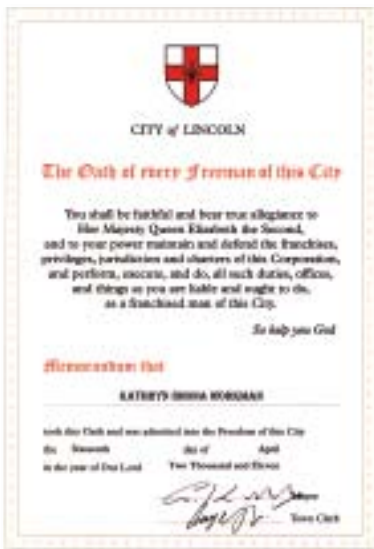 CITY of LINCOLN
The Oath of every Freeman of this City
You shall be faithful and bear true allegiance to
Her Majesty Queen Elizabeth the Second,
and to your power maintain and defend the franchises,
privileges, jurisdiction and charters of this Corporation,
and perform, execute, and do, all such duties, offices,
and things as you are liable and ought to do,
as a franchised man of this City.
So help you God
Memorandum that
KATHRYN EMMA WORKMAN
took this Oath and was admitted into the Freedom of this City
the day of April
in the year of Our Lord Two Thousand and Eleven
Mayor
Town Clerk